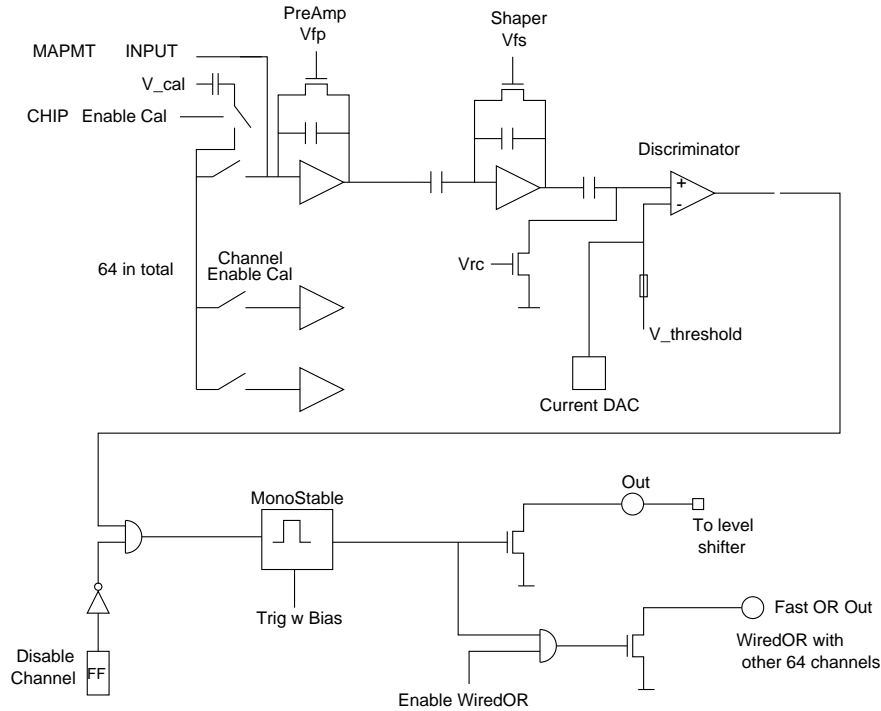 PreAmp
Vfp
Shaper
Vfs
MAPMT INPUT
V_cal
CHIP Enable Cal
Discriminator
+
-
64 in total
Channel
Enable Cal
Vrc
V_threshold
Current DAC
MonoStable
Out
To level
shifter
Trig w Bias
Fast OR Out
Disable
Channel
FF
WiredOR with
other 64 channels
Enable WiredOR